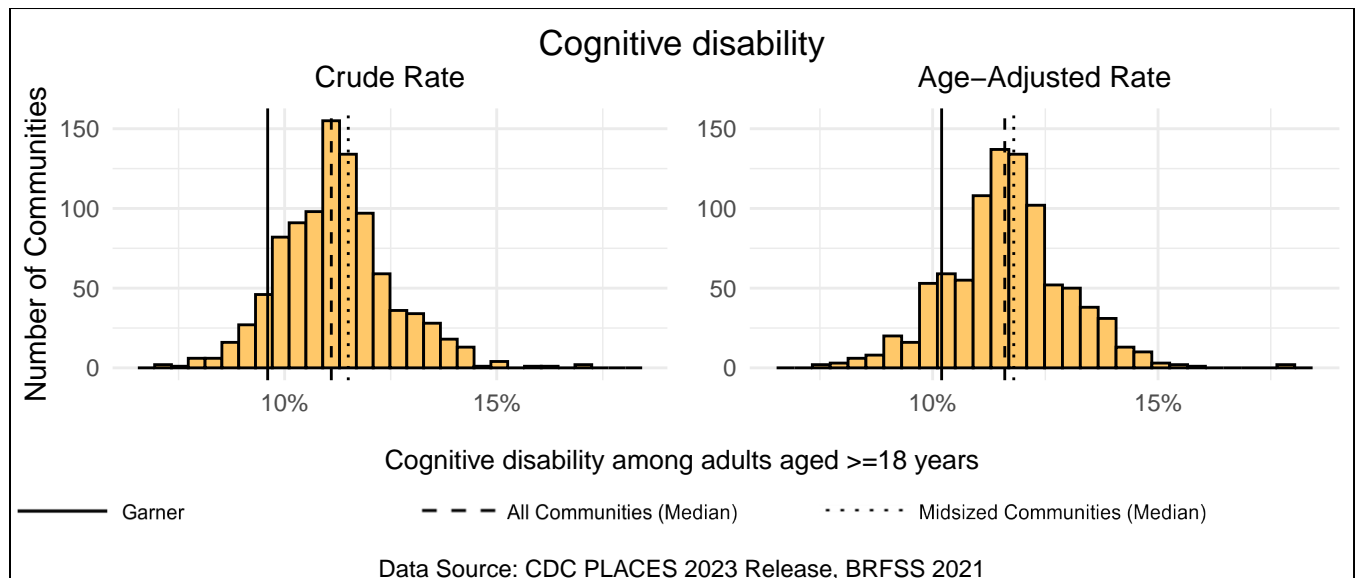 Cognitive disability
Crude Rate
Age−Adjusted Rate
Number of Communities
150
100
50
0
10%
15%
150
100
50
0
10%
15%
Cognitive disability among adults aged >=18 years
Garner
All Communities (Median)
Midsized Communities (Median)
Data Source: CDC PLACES 2023 Release, BRFSS 2021